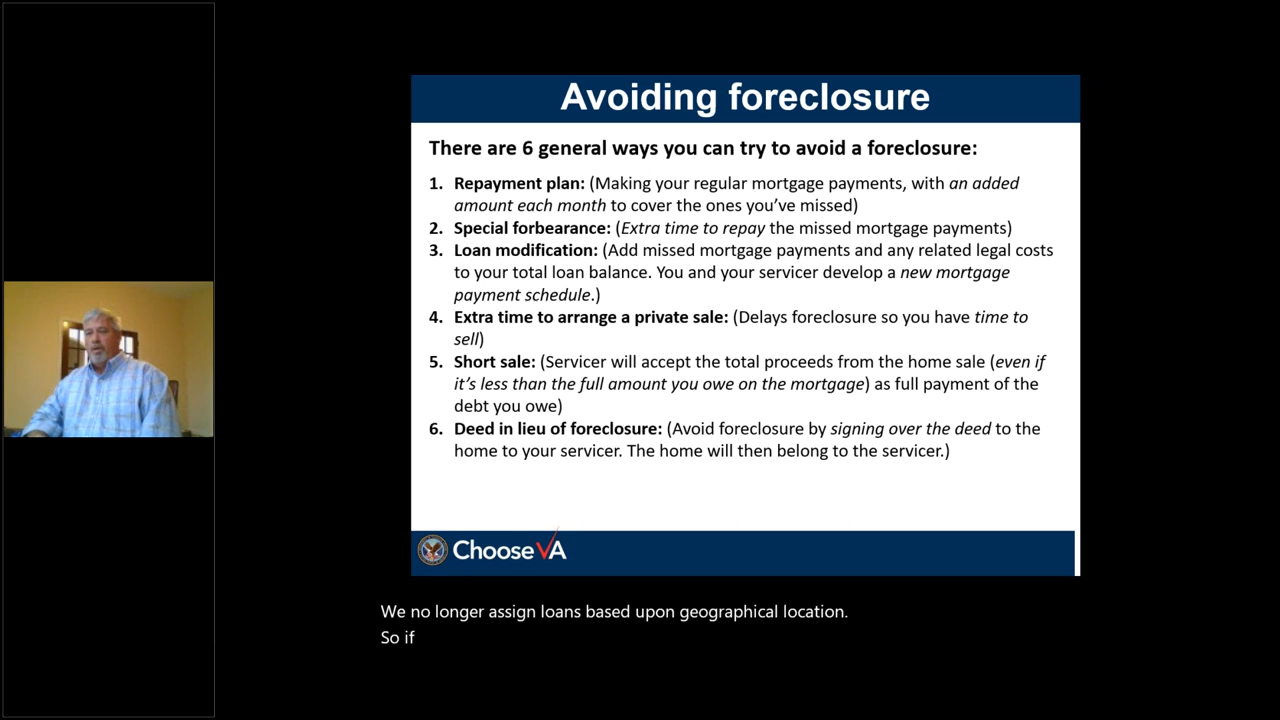 Avoiding foreclosure
There are 6 general ways you can try to avoid a foreclosure:
1. Repayment plan: (Making your regular mortgage payments, with an added
amount each month to cover the ones you’ve missed)
2. Special forbearance: (Extra time to repay the missed mortgage payments)
3. Loan modification: (Add missed mortgage payments and any related legal costs
to your total loan balance. You and your servicer develop a new mortgage
payment schedule.)
4. Extra time to arrange a private sale: (Delays foreclosure so you have time to
sell)
5. Short sale: (Servicer will accept the total proceeds from the home sale (even if
it’s less than the full amount you owe on the mortgage) as full payment of the
debt you owe)
6. Deed in lieu of foreclosure: (Avoid foreclosure by signing over the deed to the
home to your servicer. The home will then belong to the servicer.)
Choose VA
We no longer assign loans based upon geographical location.
So if